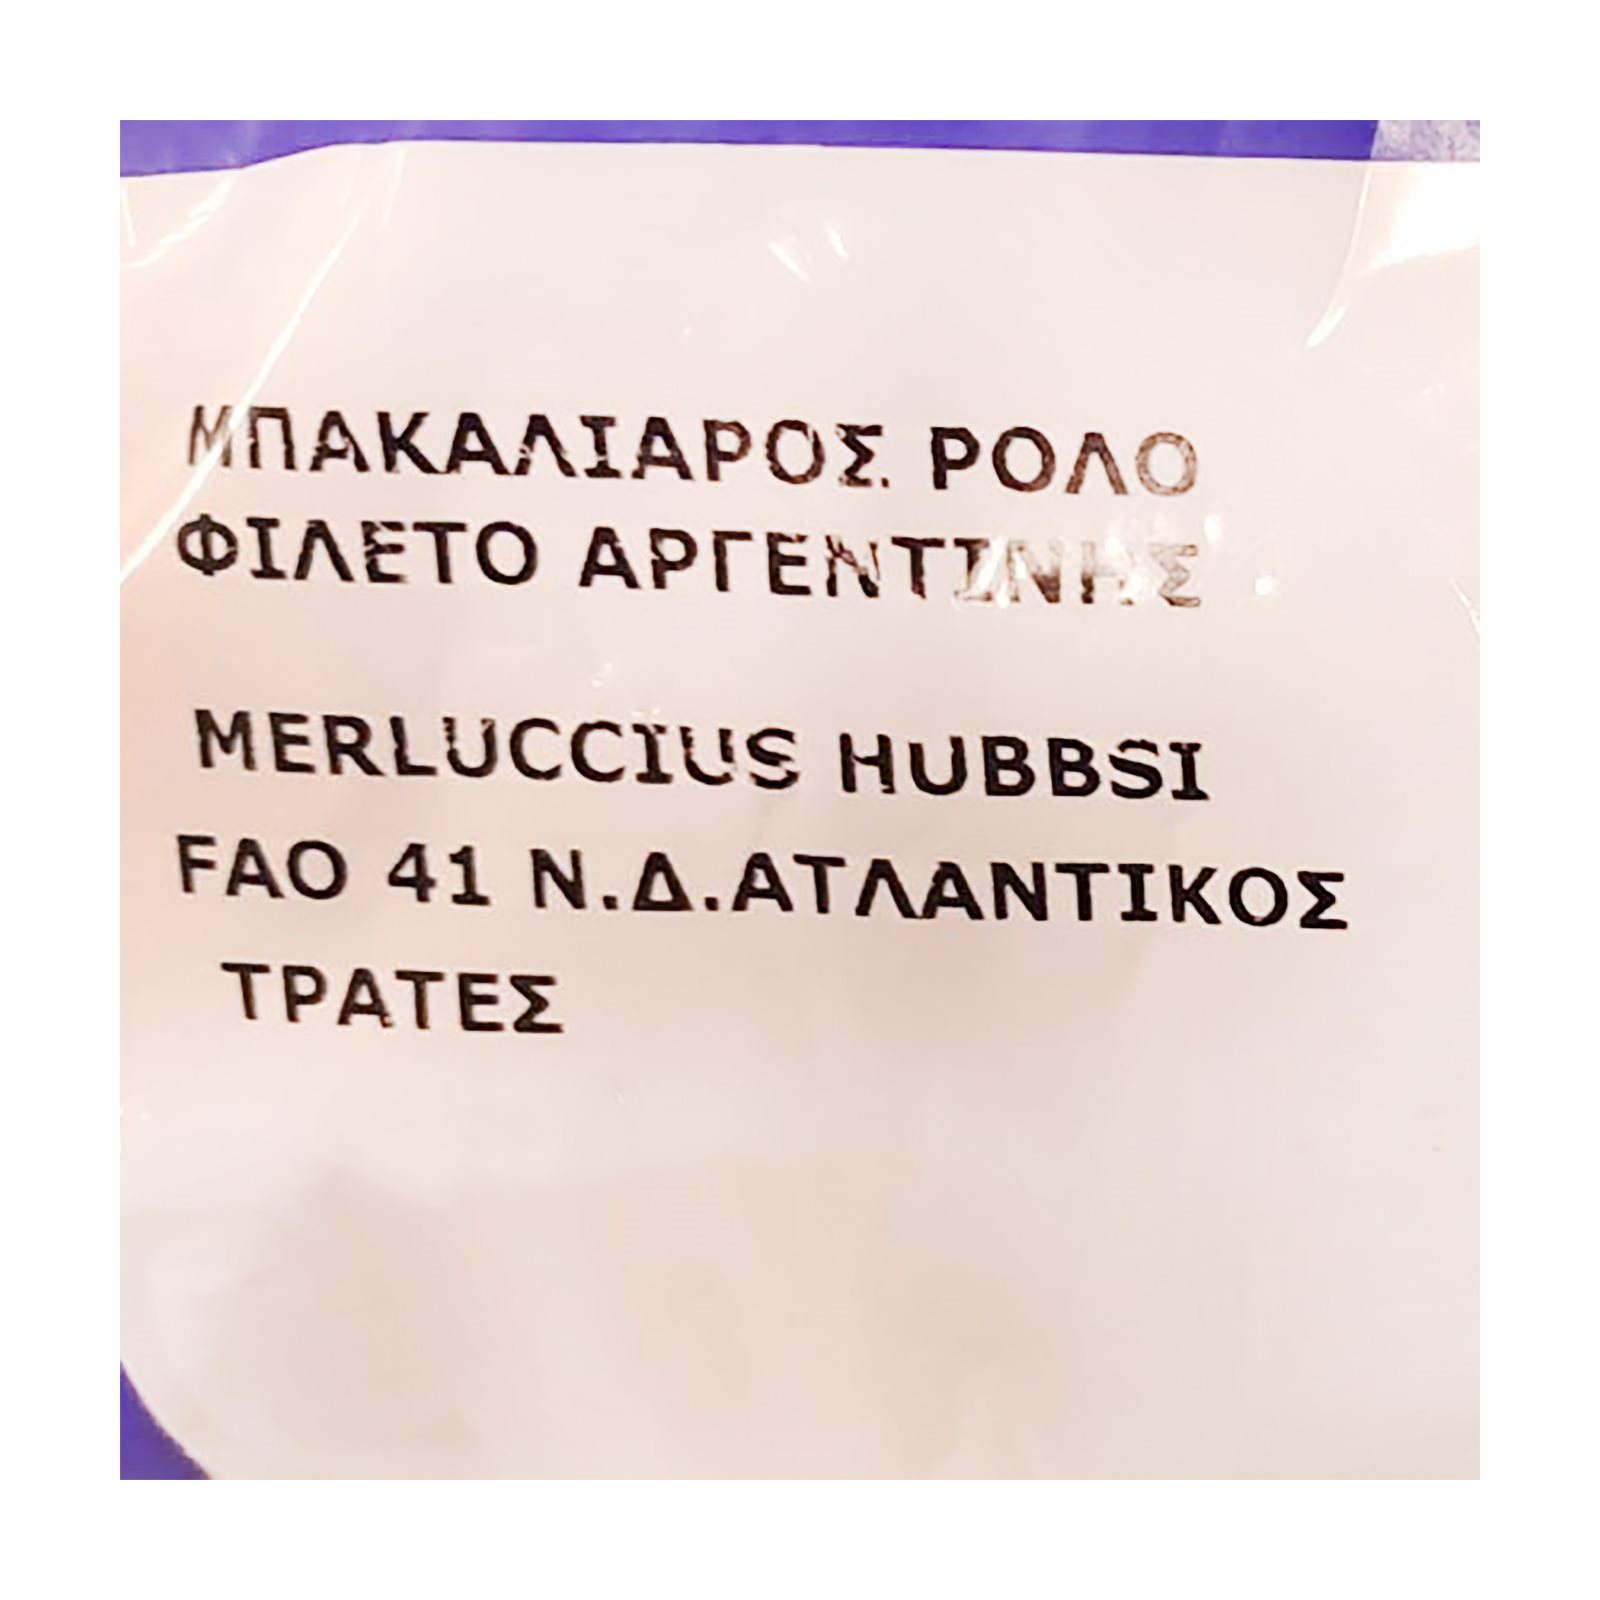 ΜΠΑΚΑΛΙΑΡΟΣ ΡΟΛΟ
ΦΙΛΕΤΟ ΑΡΓΕΝΤΙΝΗΣ
MERLUCCIUS HUBBSI
FAO 41 Ν.Δ.ΑΤΛΑΝΤΙΚΟΣ
ΤΡΑΤΕΣ